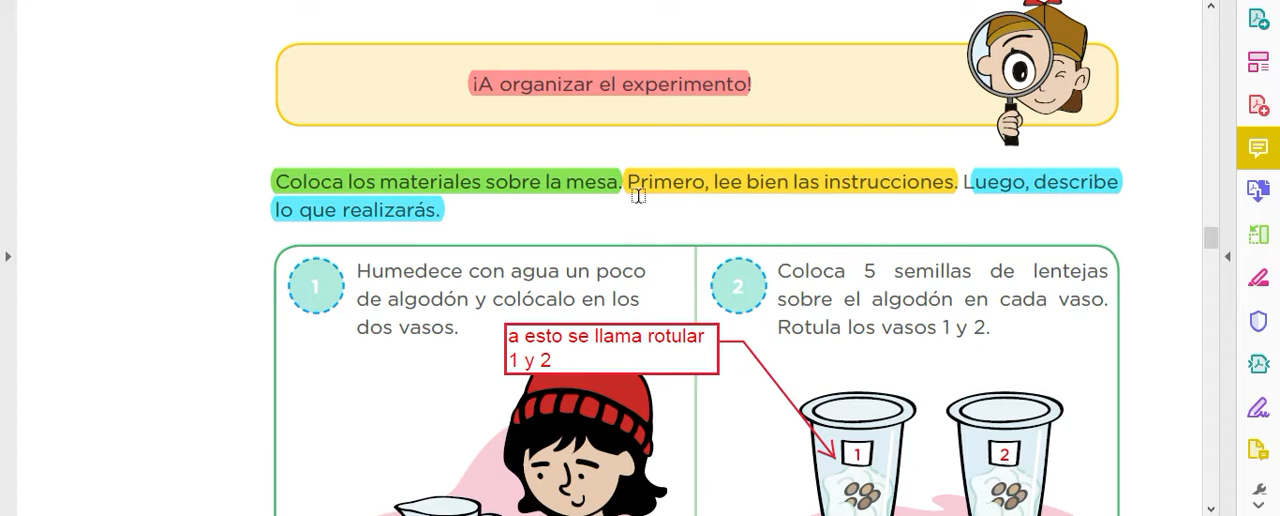 ¡A organizar el experimento!
Coloca los materiales sobre la mesa. Primero, lee bien las instrucciones. Luego, describe
lo que realizarás.
1
Humedece con agua un poco
de algodón y colócalo en los
dos vasos.
2
Coloca 5 semillas de lentejas
sobre el algodón en cada vaso.
Rotula los vasos 1 y 2.
a esto se llama rotular
1 y 2
1
2